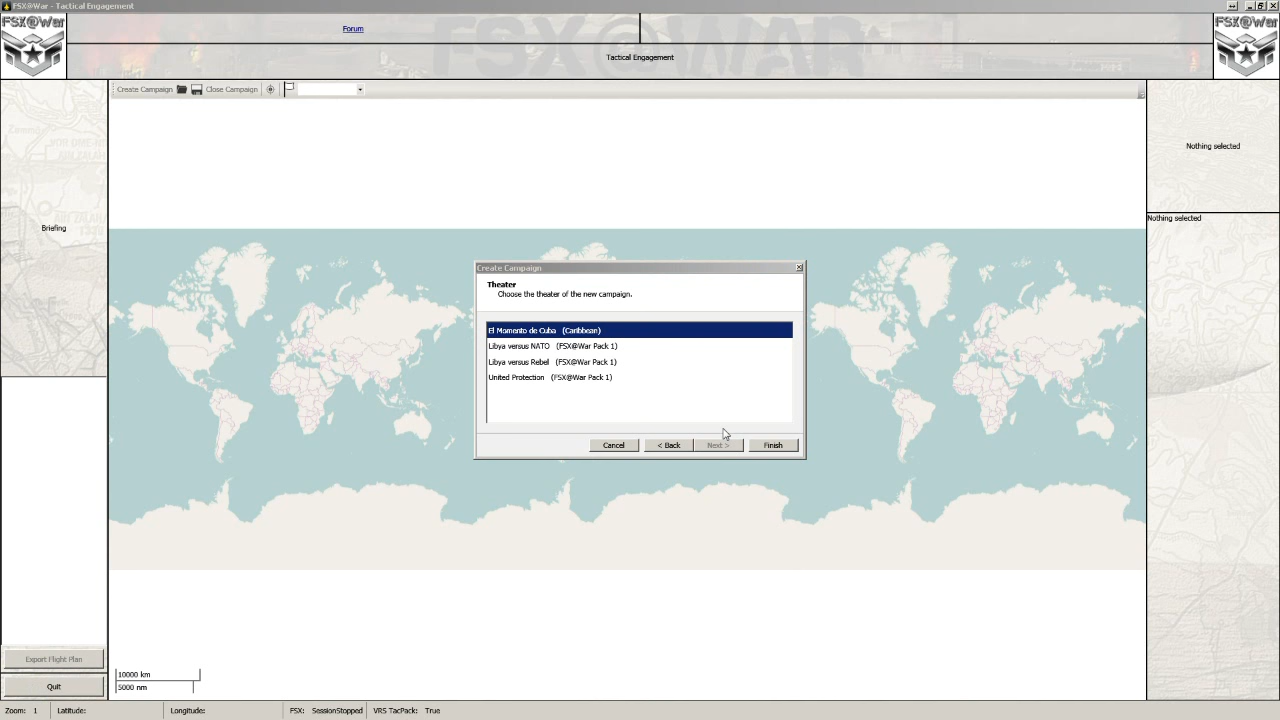 FSX@War - Tactical Engagement
FSX@War
Forum
FSX@WAR
FSX@War
Tactical Engagement
Create Campaign
Close Campaign
Briefing
Nothing selected
Nothing selected
Create Campaign
Theater
Choose the theater of the new campaign.
El Momento de Cuba (Caribbean)
Libya versus NATO (FSX@War Pack 1)
Libya versus Rebel (FSX@War Pack 1)
United Protection (FSX@War Pack 1)
Cancel
< Back
Next >
Finish
Export Flight Plan
Quit
10000 km
5000 nm
Zoom: 1
Latitude:
Longitude:
FSX: SessionStopped
VRS TacPack: True